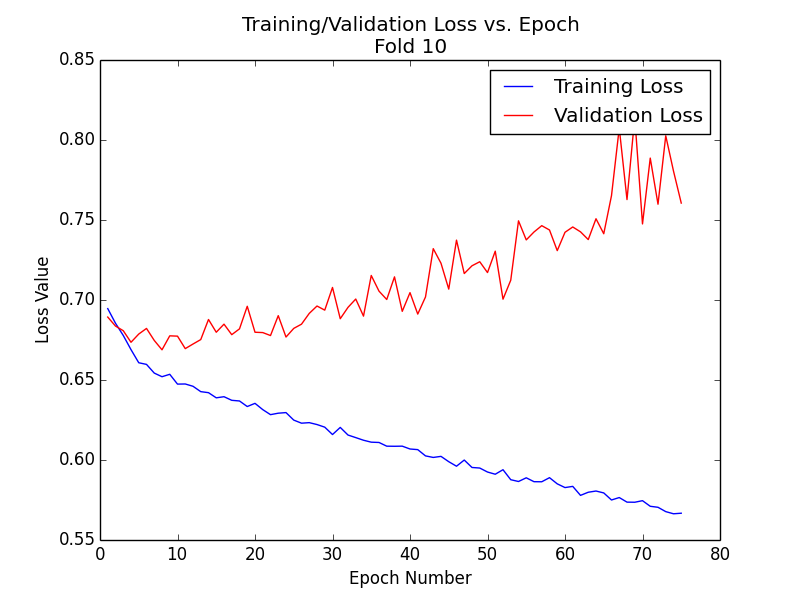 Training/Validation Loss vs. Epoch
Fold 10
Training Loss
Validation Loss
0.85
0.80
0.75
0.70
0.65
0.60
0.55
Loss Value
0 10 20 30 40 50 60 70 80
Epoch Number